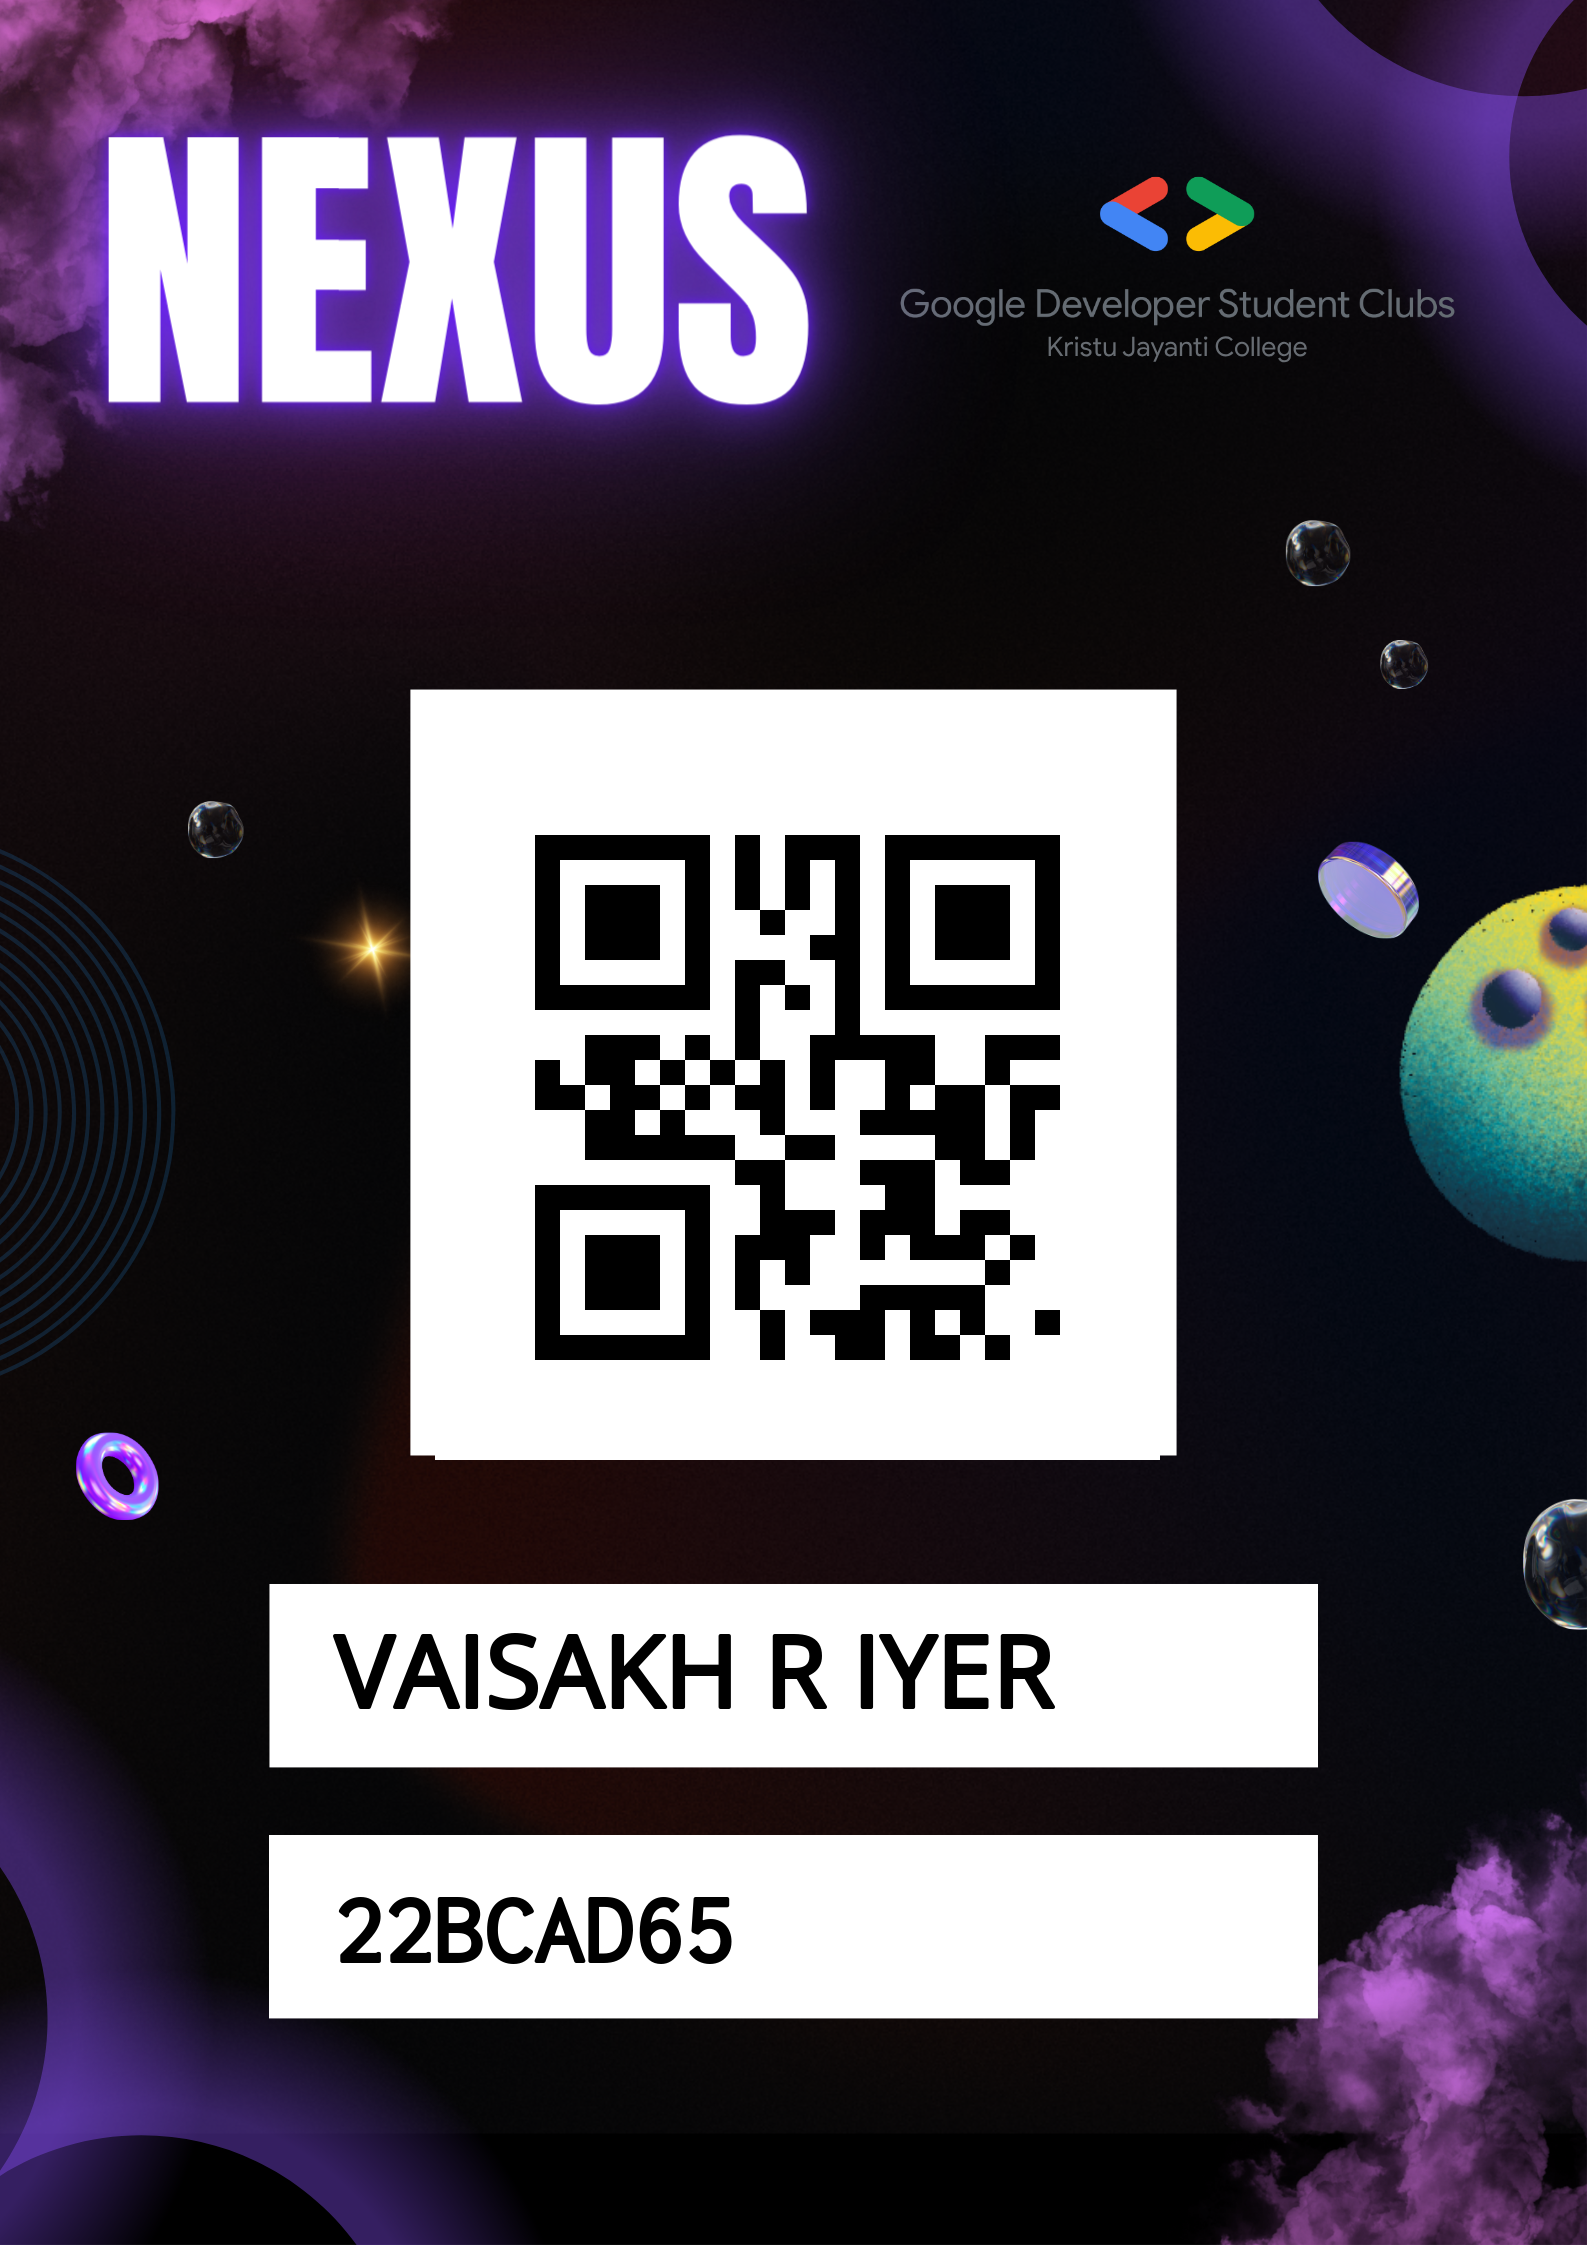 NEXUS
Google Developer Student Clubs
Kristu Jayanti College
VAISAKH R IYER
22BCAD65